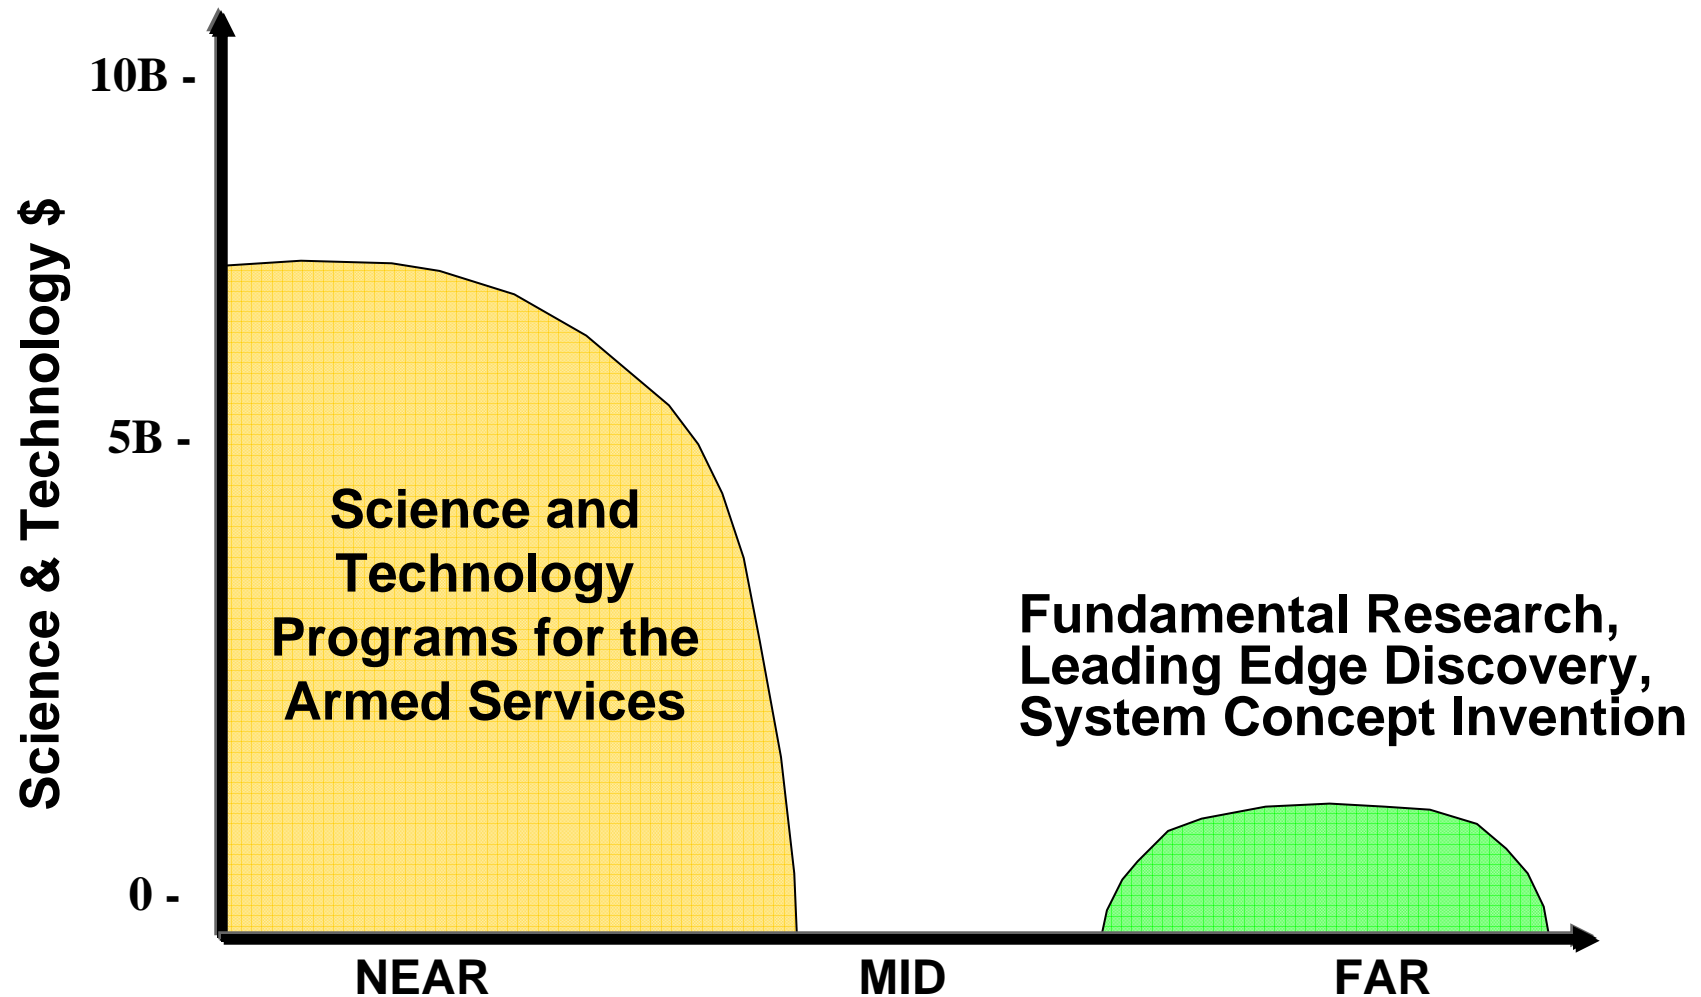 Science & Technology $
10B -
5B -
0 -
Science and
Technology
Programs for the
Armed Services
Fundamental Research,
Leading Edge Discovery,
System Concept Invention
NEAR
MID
FAR